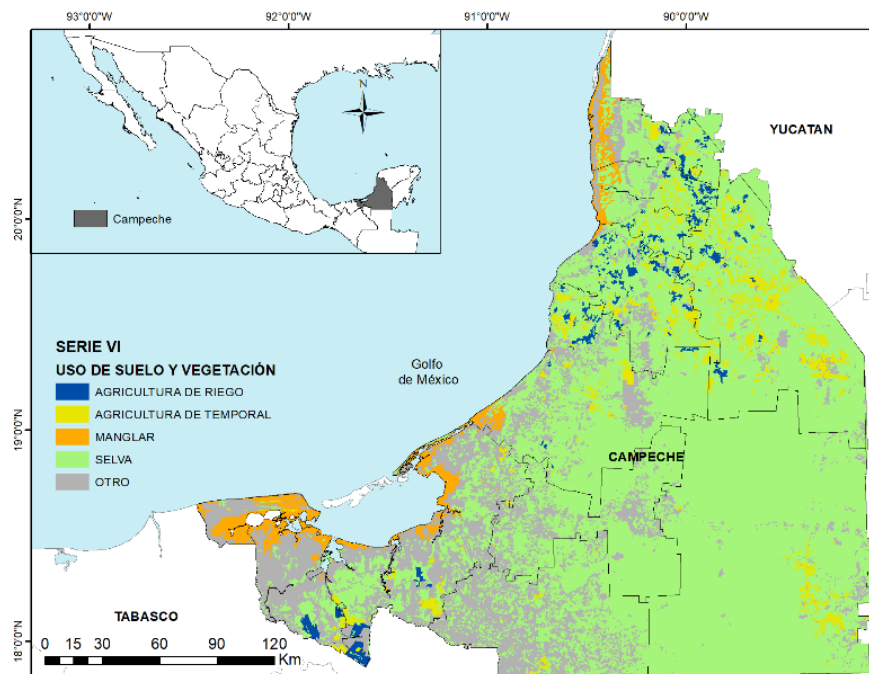 93°0'0"W 92°0'0"W 91°0'0"W 90°0'0"W
N
YUCATAN
20°0'0"N
Campeche
SERIE VI
USO DE SUELO Y VEGETACIÓN
AGRICULTURA DE RIEGO
AGRICULTURA DE TEMPORAL
MANGLAR
SELVA
OTRO
Golfo
de México
19°0'0"N
CAMPECHE
TABASCO
18°0'0"N
0 15 30 60 90 120
Km